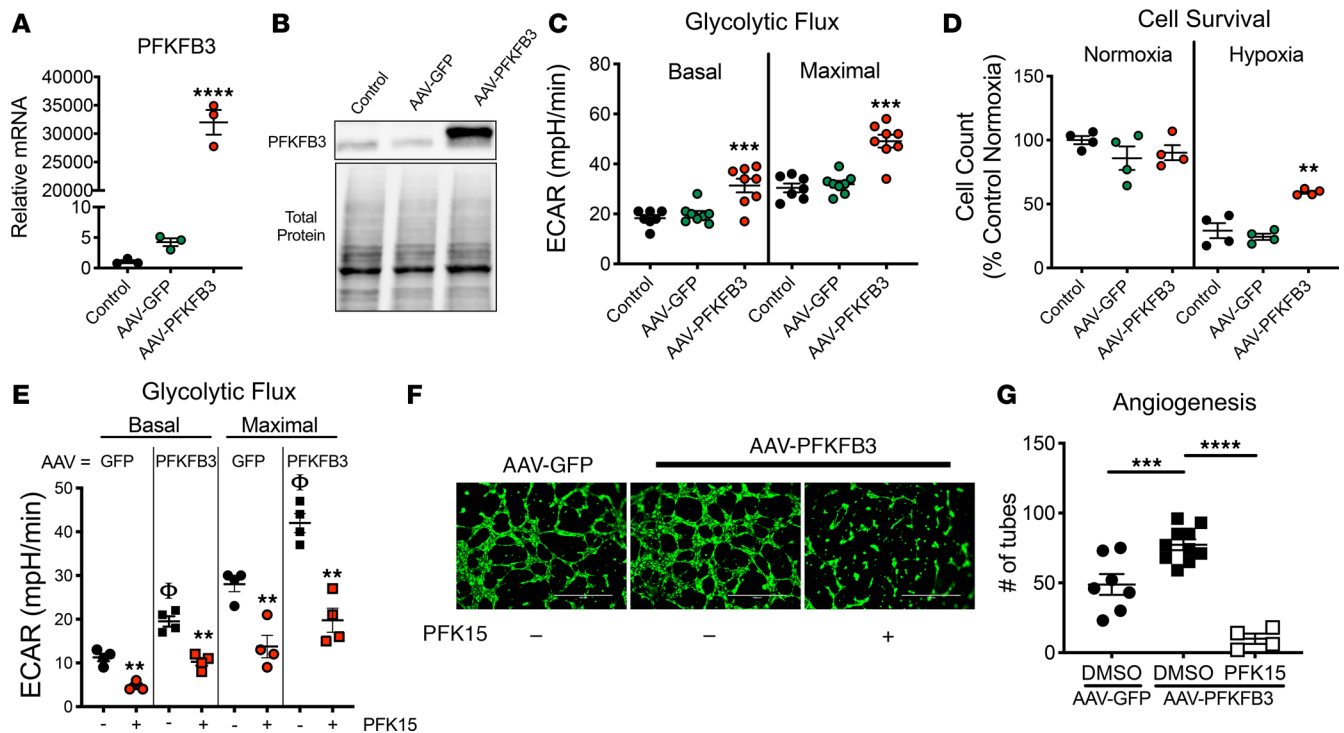 A
PFKFB3
Relative mRNA
40000
35000
30000
25000
20000
10
5
0
****
Control
AAV-GFP
AAV-PFKFB3
B
Control
AAV-GFP
AAV-PFKFB3
PFKFB3
Total
Protein
C
Glycolytic Flux
Basal
Maximal
ECAR (mpH/min)
80
60
40
20
0
***
***
Control
AAV-GFP
AAV-PFKFB3
Control
AAV-GFP
AAV-PFKFB3
D
Cell Survival
Normoxia
Hypoxia
Cell Count
(% Control Normoxia)
150
100
50
0
**
Control
AAV-GFP
AAV-PFKFB3
Control
AAV-GFP
AAV-PFKFB3
E
Glycolytic Flux
Basal
Maximal
AAV = GFP PFKFB3 GFP PFKFB3
ECAR (mpH/min)
50
40
30
20
10
0
** Φ ** ** Φ **
- + - + - + - + PFK15
F
AAV-GFP
AAV-PFKFB3
PFK15 – – +
G
Angiogenesis
# of tubes
150
100
50
0
*** ****
DMSO DMSO PFK15
AAV-GFP AAV-PFKFB3